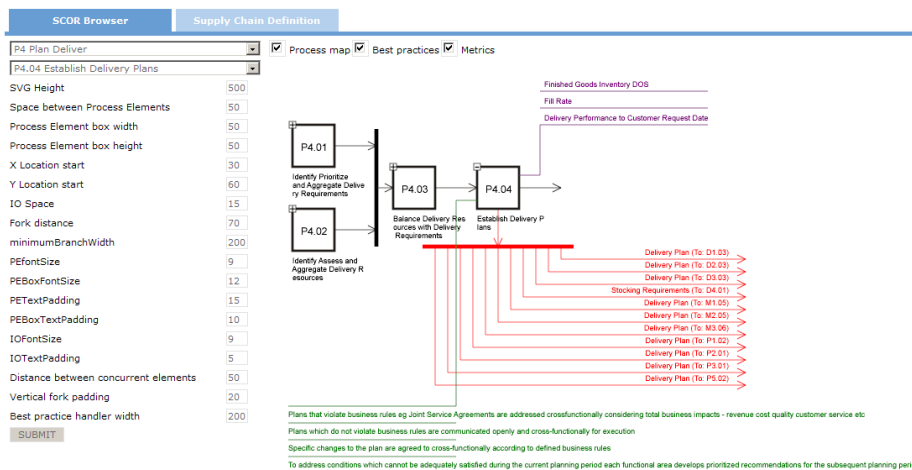 SCOR Browser
Supply Chain Definition
P4 Plan Deliver
Process map
Best practices
Metrics
P4.04 Establish Delivery Plans
SVG Height 500
Space between Process Elements 50
Process Element box width 50
Process Element box height 50
X Location start 30
Y Location start 60
IO Space 15
Fork distance 70
minimumBranchWidth 200
PEfontSize 9
PEBoxFontSize 12
PETextPadding 15
PEBoxTextPadding 10
IOFontSize 9
IOTextPadding 5
Distance between concurrent elements 50
Vertical fork padding 20
Best practice handler width 200
SUBMIT
Finished Goods Inventory DOS
Fill Rate
Delivery Performance to Customer Request Date
P4.01
Identify Prioritize
and Aggregate Delive
ry Requirements
P4.02
Identify Assess and
Aggregate Delivery R
esources
P4.03
Balance Delivery Res
ources with Delivery
Requirements
P4.04
Establish Delivery P
lans
Delivery Plan (To: D1.03)
Delivery Plan (To: D2.03)
Delivery Plan (To: D3.03)
Stocking Requirements (To: D4.01)
Delivery Plan (To: M1.05)
Delivery Plan (To: M2.05)
Delivery Plan (To: M3.06)
Delivery Plan (To: P1.02)
Delivery Plan (To: P2.01)
Delivery Plan (To: P3.01)
Delivery Plan (To: P5.02)
Plans that violate business rules eg Joint Service Agreements are addressed crossfunctionally considering total business impacts - revenue cost quality customer service etc
Plans which do not violate business rules are communicated openly and cross-functionally for execution
Specific changes to the plan are agreed to cross-functionally according to defined business rules
To address conditions which cannot be adequately satisfied during the current planning period each functional area develops prioritized recommendations for the subsequent planning peri